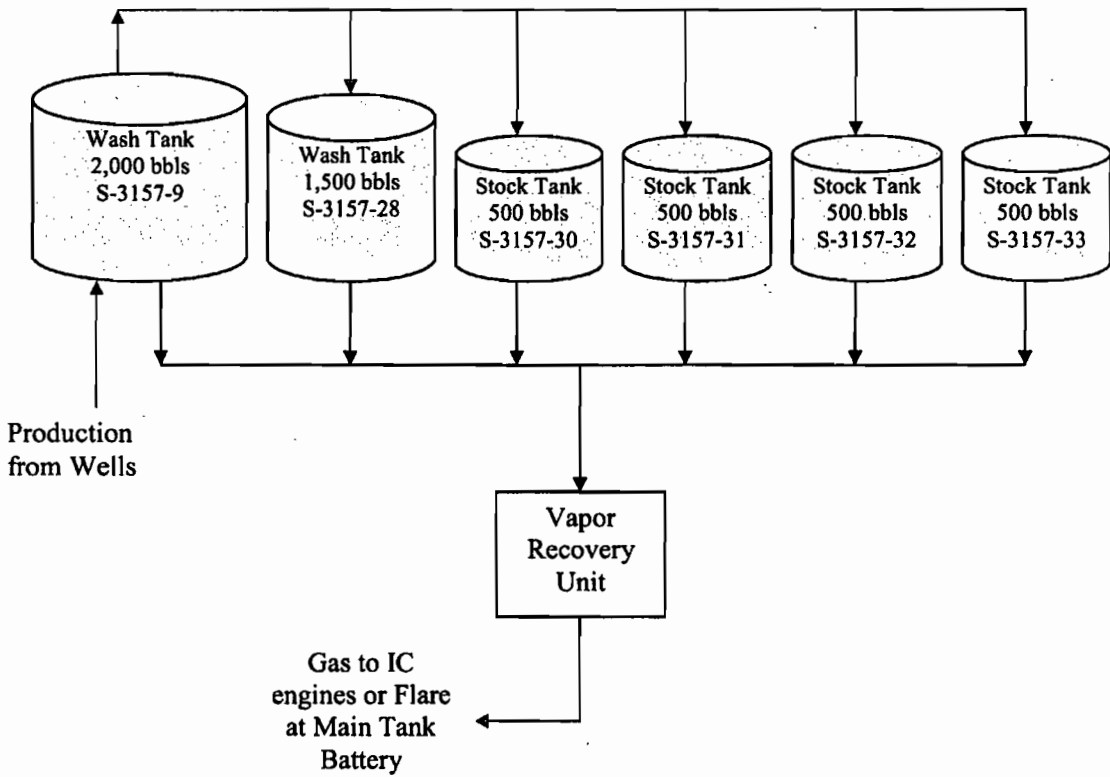 Wash Tank
2,000 bbls
S-3157-9
Wash Tank
1,500 bbls
S-3157-28
Stock Tank
500 bbls
S-3157-30
Stock Tank
500 bbls
S-3157-31
Stock Tank
500 bbls
S-3157-32
Stock Tank
500 bbls
S-3157-33
Production
from Wells
Vapor
Recovery
Unit
Gas to IC
engines or Flare
at Main Tank
Battery